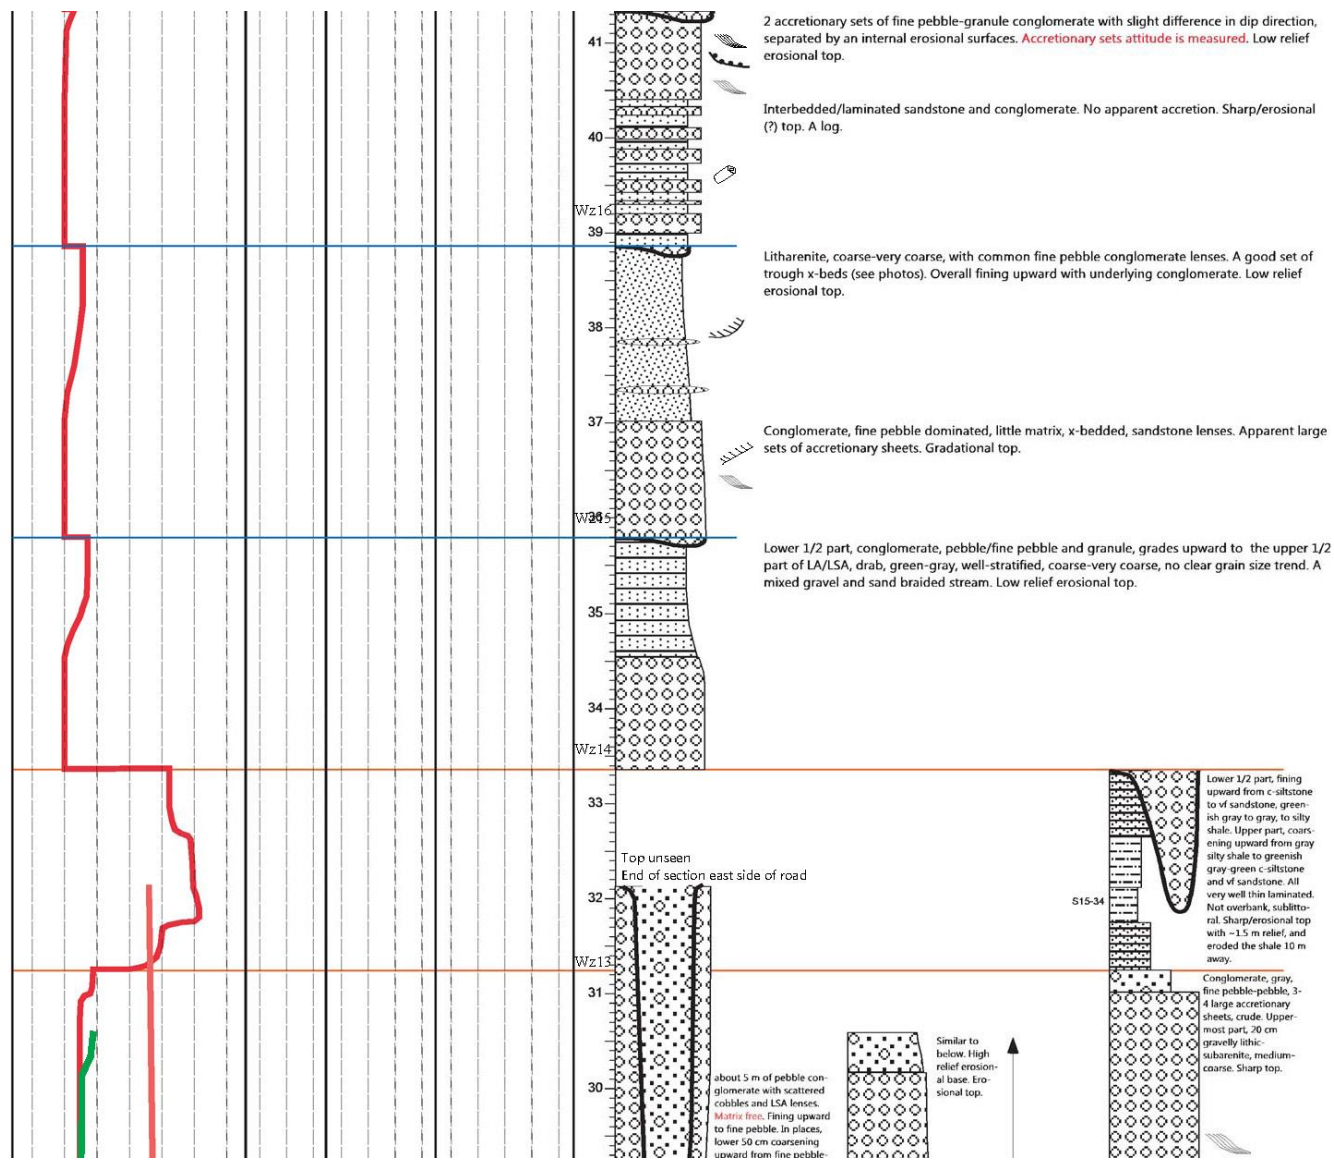 2 accretionary sets of fine pebble-granule conglomerate with slight difference in dip direction,
separated by an internal erosional surfaces. Accretionary sets attitude is measured. Low relief
erosional top.
41
Interbedded/laminated sandstone and conglomerate. No apparent accretion. Sharp/erosional
(?) top. A log.
40
Wz16
39
Litharenite, coarse-very coarse, with common fine pebble conglomerate lenses. A good set of
trough x-beds (see photos). Overall fining upward with underlying conglomerate. Low relief
erosional top.
38
37
Conglomerate, fine pebble dominated, little matrix, x-bedded, sandstone lenses. Apparent large
sets of accretionary sheets. Gradational top.
Lower 1/2 part, conglomerate, pebble/fine pebble and granule, grades upward to the upper 1/2
part of LA/LSA, drab, green-gray, well-stratified, coarse-very coarse, no clear grain size trend. A
mixed gravel and sand braided stream. Low relief erosional top.
35
34
Wz14
33
Top unseen
End of section east side of road
32
Wz13
31
30
about 5 m of pebble con-
glomerate with scattered
cobbles and LSA lenses.
Matrix free. Fining upward
to fine pebble. In places,
lower 50 cm coarsening
upward from fine pebble-
Similar to
below. High
relief erosion-
al base. Ero-
sional top.
S15-34
Lower 1/2 part, fining
upward from c-siltstone
to vf sandstone, green-
ish gray to gray, to silty
shale. Upper part, coars-
ening upward from gray
silty shale to greenish
gray-green c-siltstone
and vf sandstone. All
very well thin laminated.
Not overbank, sublitto-
ral. Sharp/erosional top
with ~1.5 m relief, and
eroded the shale 10 m
away.
Conglomerate, gray,
fine pebble-pebble, 3-
4 large accretionary
sheets, crude. Upper-
most part, 20 cm
gravelly lithic-
subarenite, medium-
coarse. Sharp top.